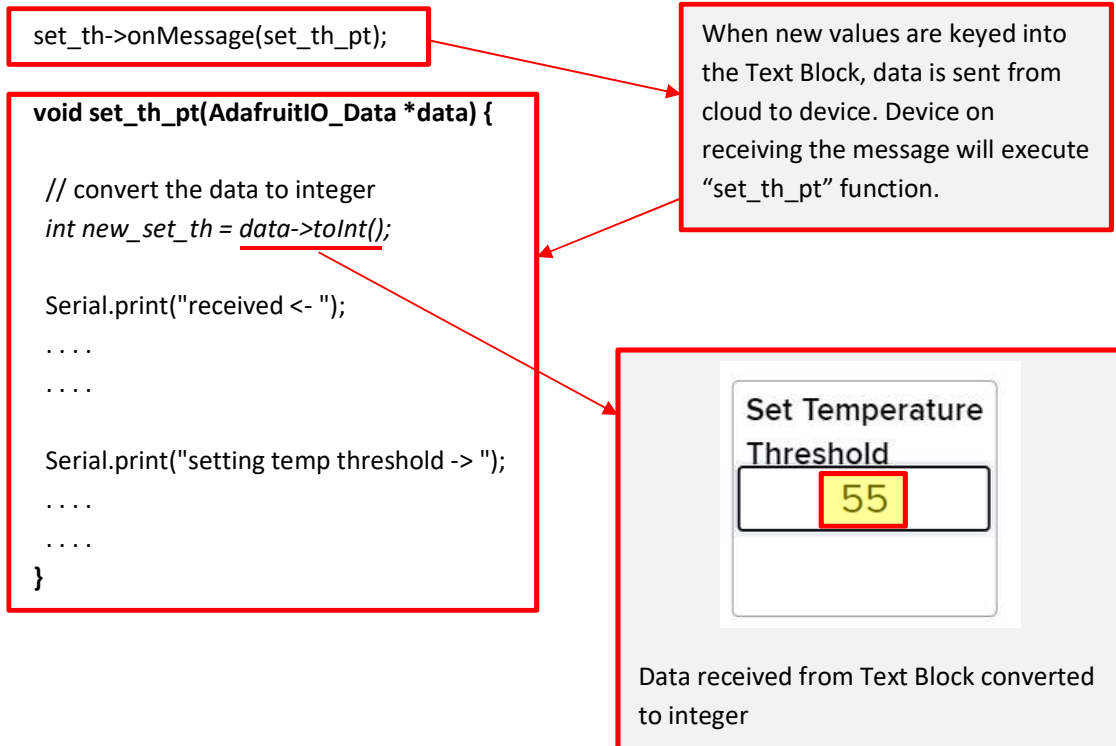 set_th->onMessage(set_th_pt);
void set_th_pt(AdafruitIO_Data *data) {
// convert the data to integer
int new_set_th = data->toInt();
Serial.print("received <- ");
. . . .
. . . .
Serial.print("setting temp threshold -> ");
. . . .
. . . .
}
When new values are keyed into
the Text Block, data is sent from
cloud to device. Device on
receiving the message will execute
“set_th_pt” function.
Set Temperature
Threshold
55
Data received from Text Block converted
to integer